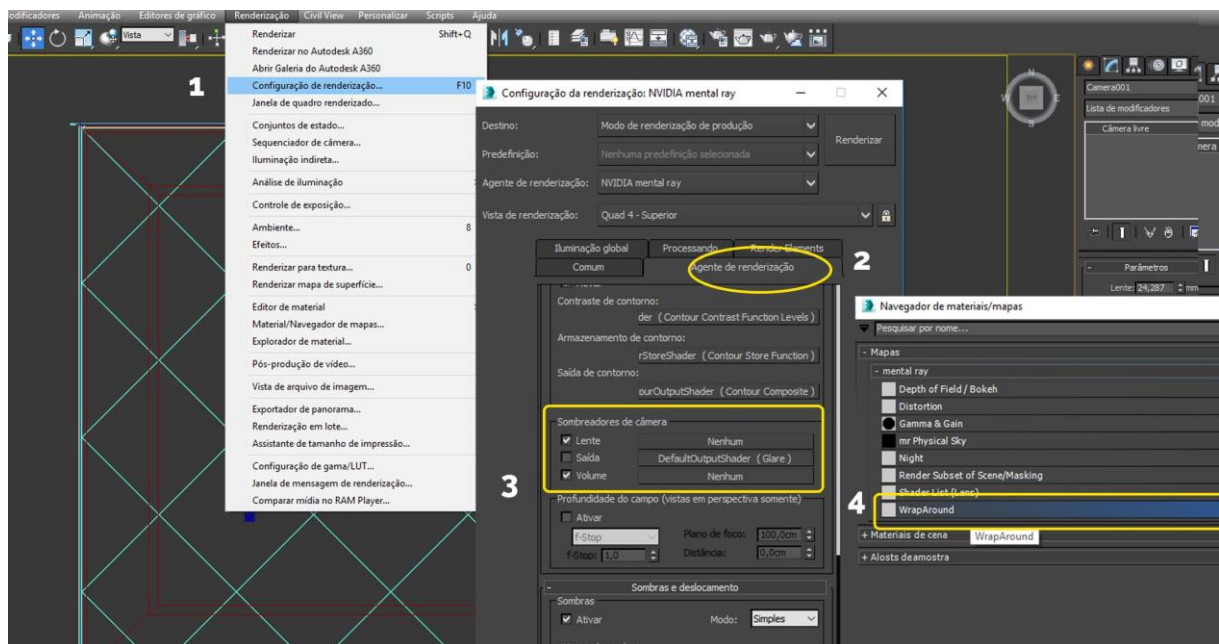 odificadores Animação Editores de gráfico Renderização Civil View Personalizar Scripts Ajuda
Vista
1
Renderizar Shift+Q
Renderizar no Autodesk A360
Abrir Galeria do Autodesk A360
Configuração de renderização... F10
Janela de quadro renderizado...
Conjuntos de estado...
Sequenciador de câmera...
Iluminação indireta...
Análise de iluminação
Controle de exposição...
Ambiente... 8
Efeitos...
Renderizar para textura... 0
Renderizar mapa de superfície...
Editor de material
Material/Navegador de mapas...
Explorador de material...
Pós-produção de vídeo...
Vista de arquivo de imagem...
Exportador de panorama...
Renderização em lote...
Assistente de tamanho de impressão...
Configuração de gama/LUT...
Janela de mensagem de renderização...
Comparar mídia no RAM Player...
Configuração da renderização: NVIDIA mental ray
Destino: Modo de renderização de produção
Renderizar
Predefinição: Nenhuma predefinição selecionada
Agente de renderização: NVIDIA mental ray
Vista de renderização: Quad 4 - Superior
Iluminação global Processando Render Elements
Comum Agente de renderização
2
Contraste de contorno:
der ( Contour Contrast Function Levels )
Armazenamento de contorno:
rStoreShader ( Contour Store Function )
Saída de contorno:
ourOutputShader ( Contour Composite )
3
Sombreadores de câmera
Lente Nenhum
Saída DefaultOutputShader ( Glare )
Volume Nenhum
Profundidade do campo (vistas em perspectiva somente)
Ativar
f-Stop Plano de foco: 100,0cm
f-Stop: 1,0 Distância: 0,0cm
- Sombras e deslocamento
Sombras
Ativar Modo: Simples
N
W TOP E
S
Camera001
001
Lista de modificadores
mod
Câmera livre
nera
- Parâmetros
Lente: 24,287 mm
Navegador de materiais/mapas
Pesquisar por nome...
- Mapas
- mental ray
Depth of Field / Bokeh
Distortion
Gamma & Gain
mr Physical Sky
Night
Render Subset of Scene/Masking
Shader List (Lens)
4
WrapAround
+ Materiais de cena
WrapAround
+ Alosts deamostra